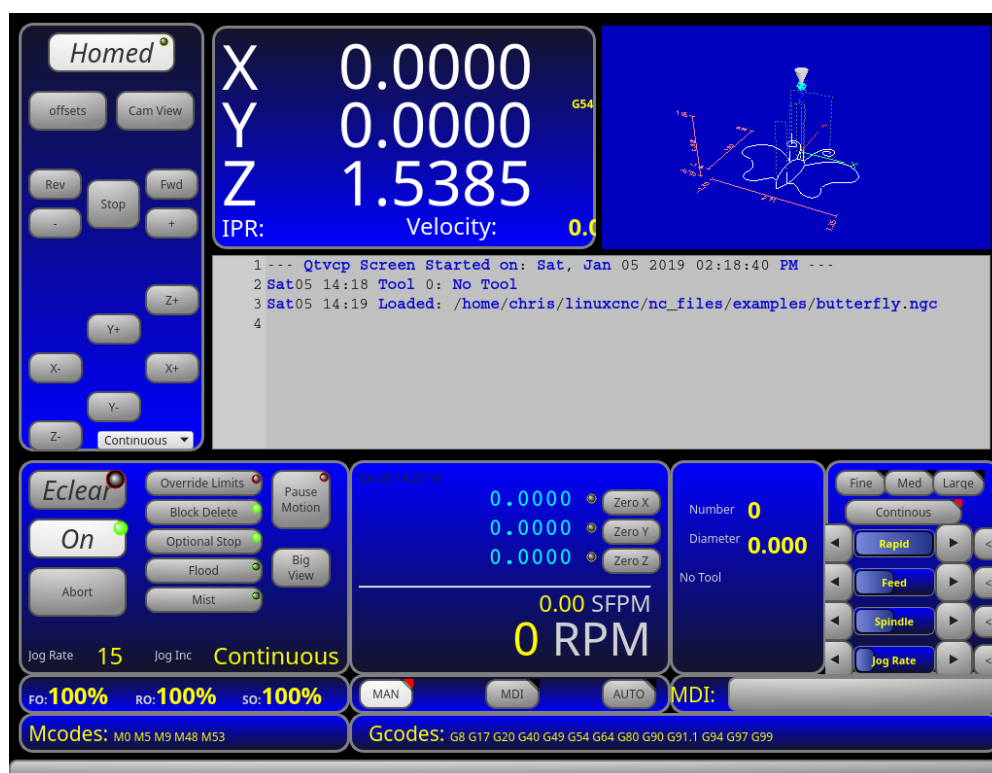 Homed
offsets Cam View
Rev Fwd
Stop
- +
Z+
Y+
X- X+
Y-
Z- Continuous
X 0.0000
Y 0.0000
G54
Z 1.5385
IPR: Velocity: 0.0
1 --- Qtvcp Screen Started on: Sat, Jan 05 2019 02:18:40 PM ---
2 Sat05 14:18 Tool 0: No Tool
3 Sat05 14:19 Loaded: /home/chris/linuxcnc/nc_files/examples/butterfly.ngc
4
Eclear
On
Abort
Override Limits
Block Delete
Optional Stop
Flood
Mist
Pause
Motion
Big
View
Jog Rate 15 Jog Inc Continuous
0.0000 Zero X
0.0000 Zero Y
0.0000 Zero Z
0.00 SFPM
0 RPM
Number 0
Diameter 0.000
No Tool
Fine Med Large
Continous
Rapid <
Feed <
Spindle <
Jog Rate <
FO:100% RO:100% SO:100%
MAN MDI AUTO
MDI:
Mcodes: M0 M5 M9 M48 M53
Gcodes: G8 G17 G20 G40 G49 G54 G64 G80 G90 G91.1 G94 G97 G99